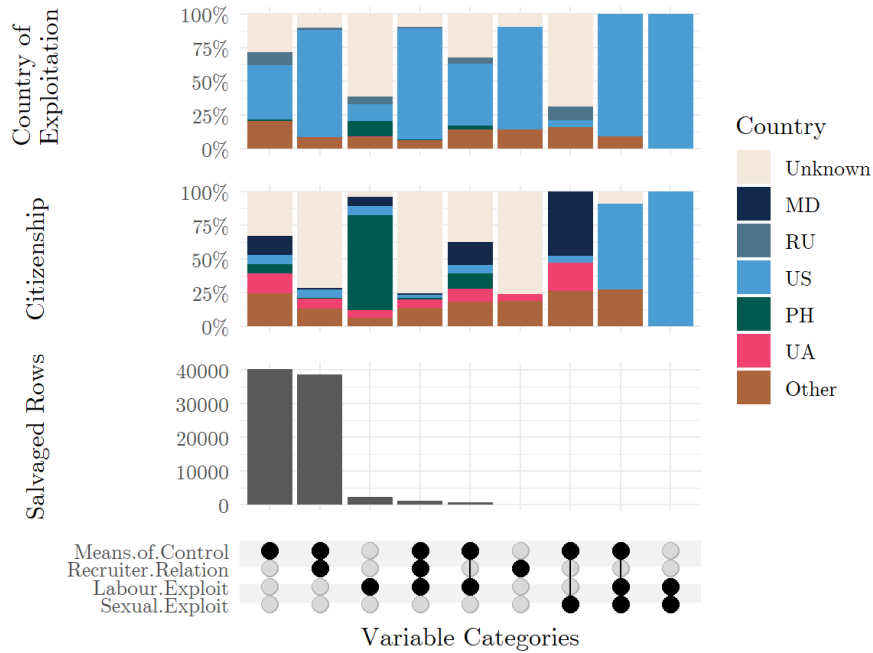 Country of
Exploitation
100%
75%
50%
25%
0%
Citizenship
100%
75%
50%
25%
0%
Salvaged Rows
40000
30000
20000
10000
0
Means.of.Control
Recruiter.Relation
Labour.Exploit
Sexual.Exploit
Variable Categories
Country
Unknown
MD
RU
US
PH
UA
Other